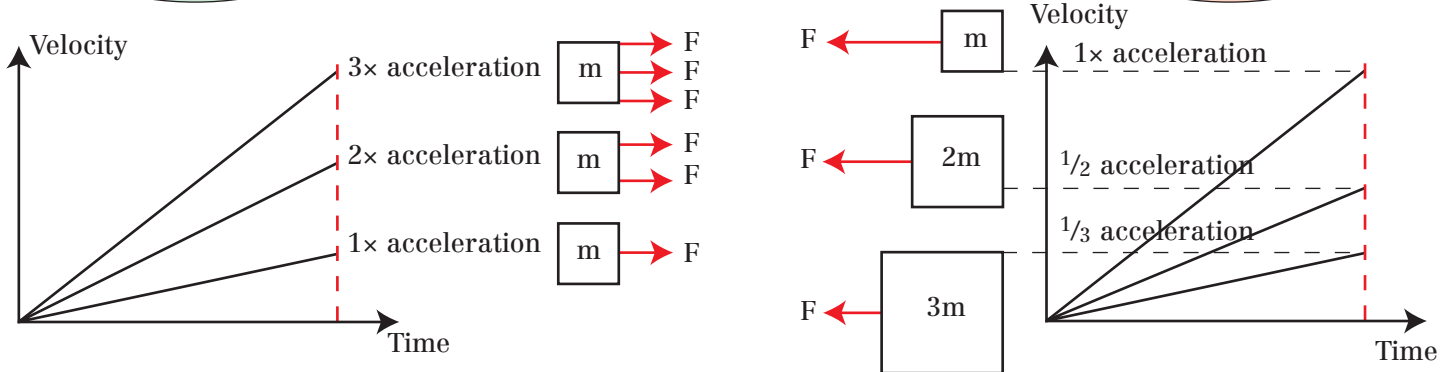 Velocity
3× acceleration
m
F
F
F
2× acceleration
m
F
F
1× acceleration
m
F
Time
F
m
Velocity
1× acceleration
F
2m
1/2 acceleration
1/3 acceleration
F
3m
Time